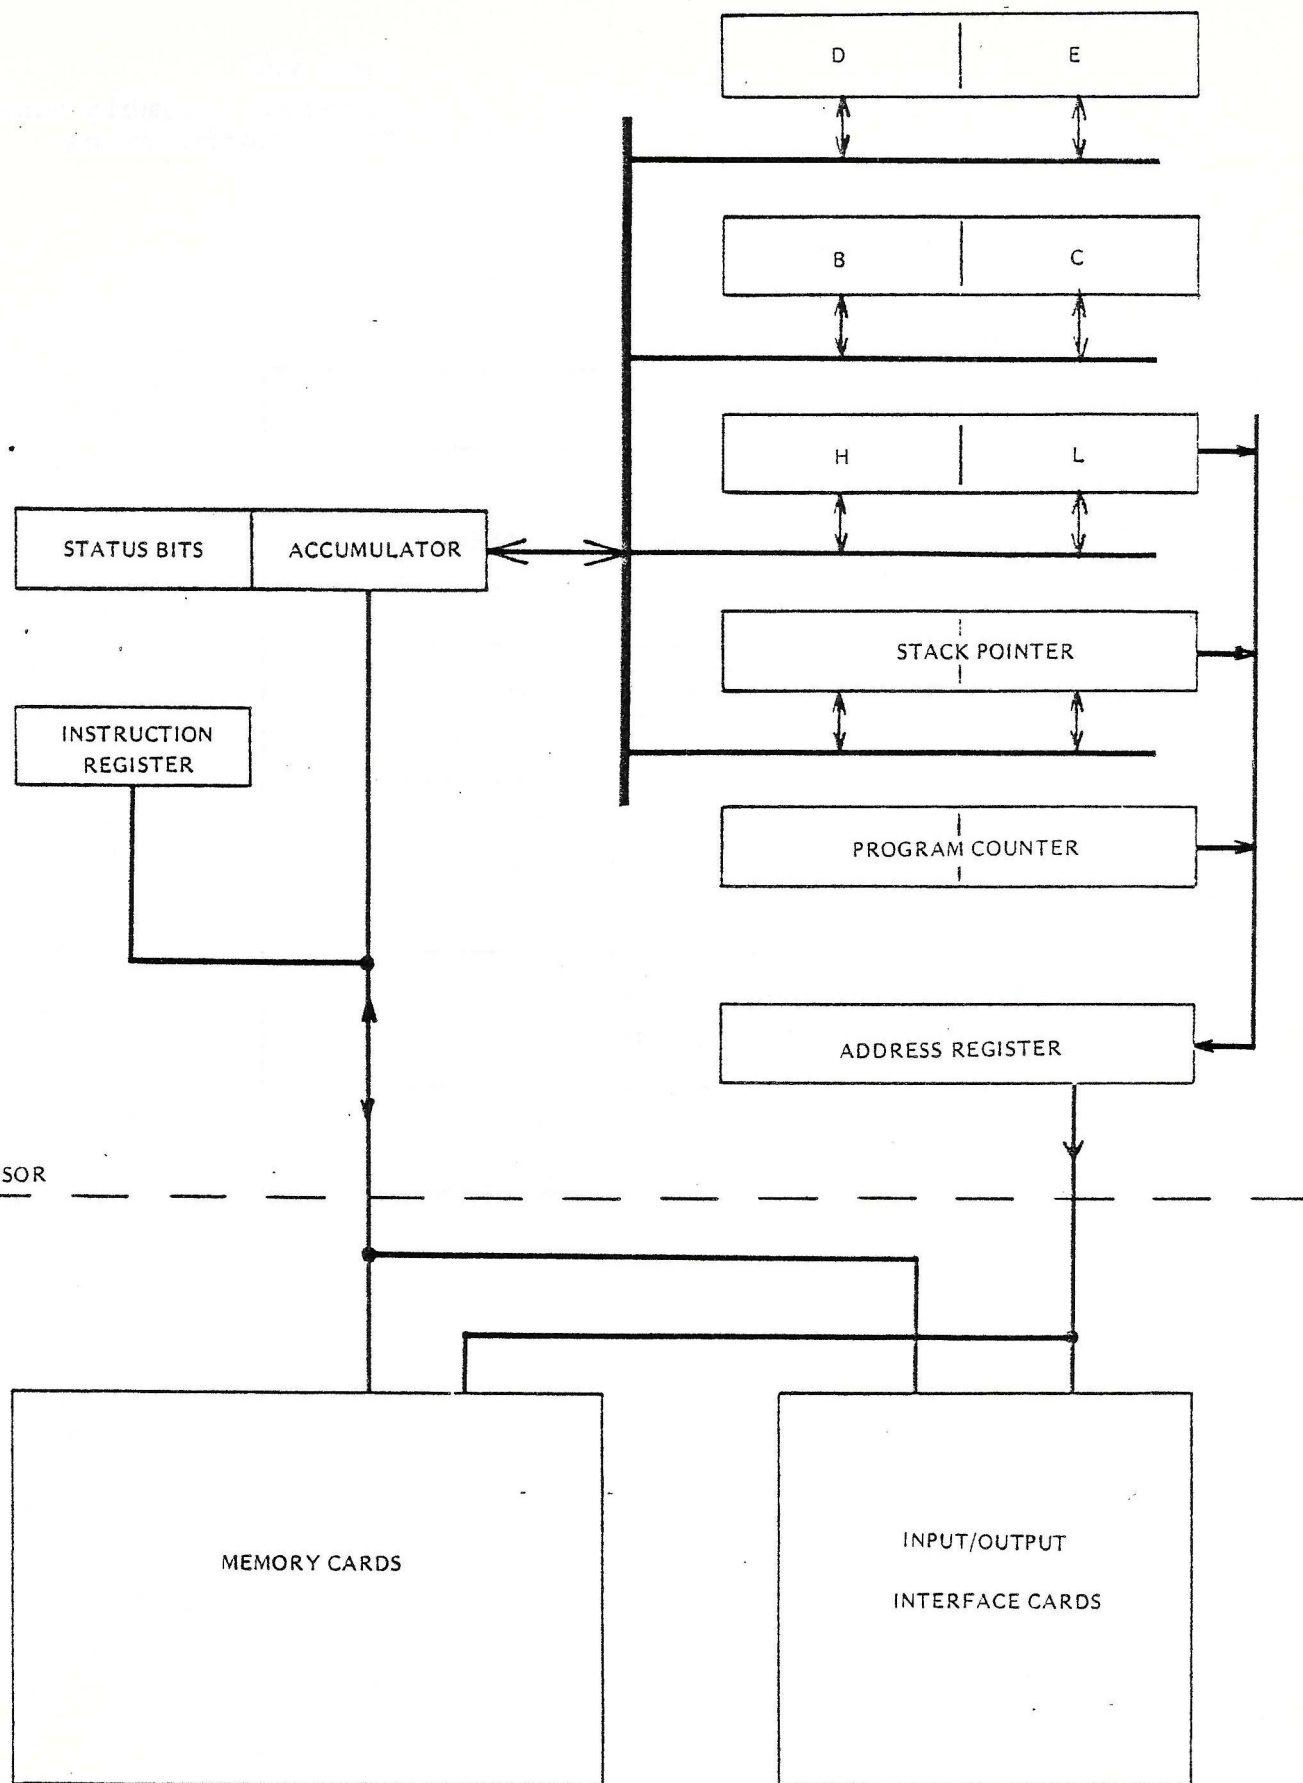 D E
B C
H L
STATUS BITS ACCUMULATOR
STACK POINTER
INSTRUCTION
REGISTER
PROGRAM COUNTER
ADDRESS REGISTER
SOR
MEMORY CARDS
INPUT/OUTPUT
INTERFACE CARDS